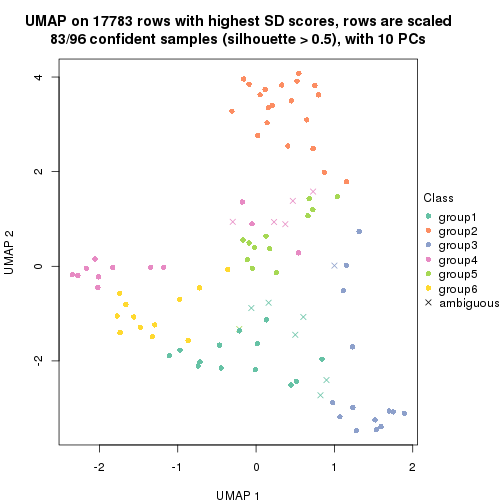 UMAP on 17783 rows with highest SD scores, rows are scaled
83/96 confident samples (silhouette > 0.5), with 10 PCs
4
2
0
-2
UMAP 2
-2
-1
0
1
2
UMAP 1
Class
group1
group2
group3
group4
group5
group6
ambiguous